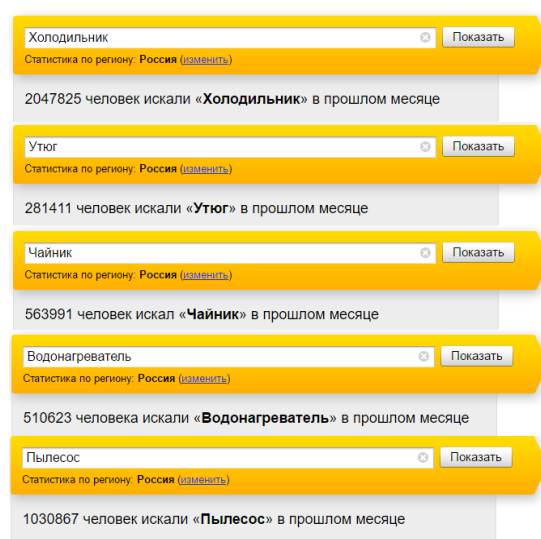 Холодильник Показать
Статистика по региону: Россия (изменить)
2047825 человек искали «Холодильник» в прошлом месяце
Утюг Показать
Статистика по региону: Россия (изменить)
281411 человек искали «Утюг» в прошлом месяце
Чайник Показать
Статистика по региону: Россия (изменить)
563991 человек искал «Чайник» в прошлом месяце
Водонагреватель Показать
Статистика по региону: Россия (изменить)
510623 человека искали «Водонагреватель» в прошлом месяце
Пылесос Показать
Статистика по региону: Россия (изменить)
1030867 человек искали «Пылесос» в прошлом месяце